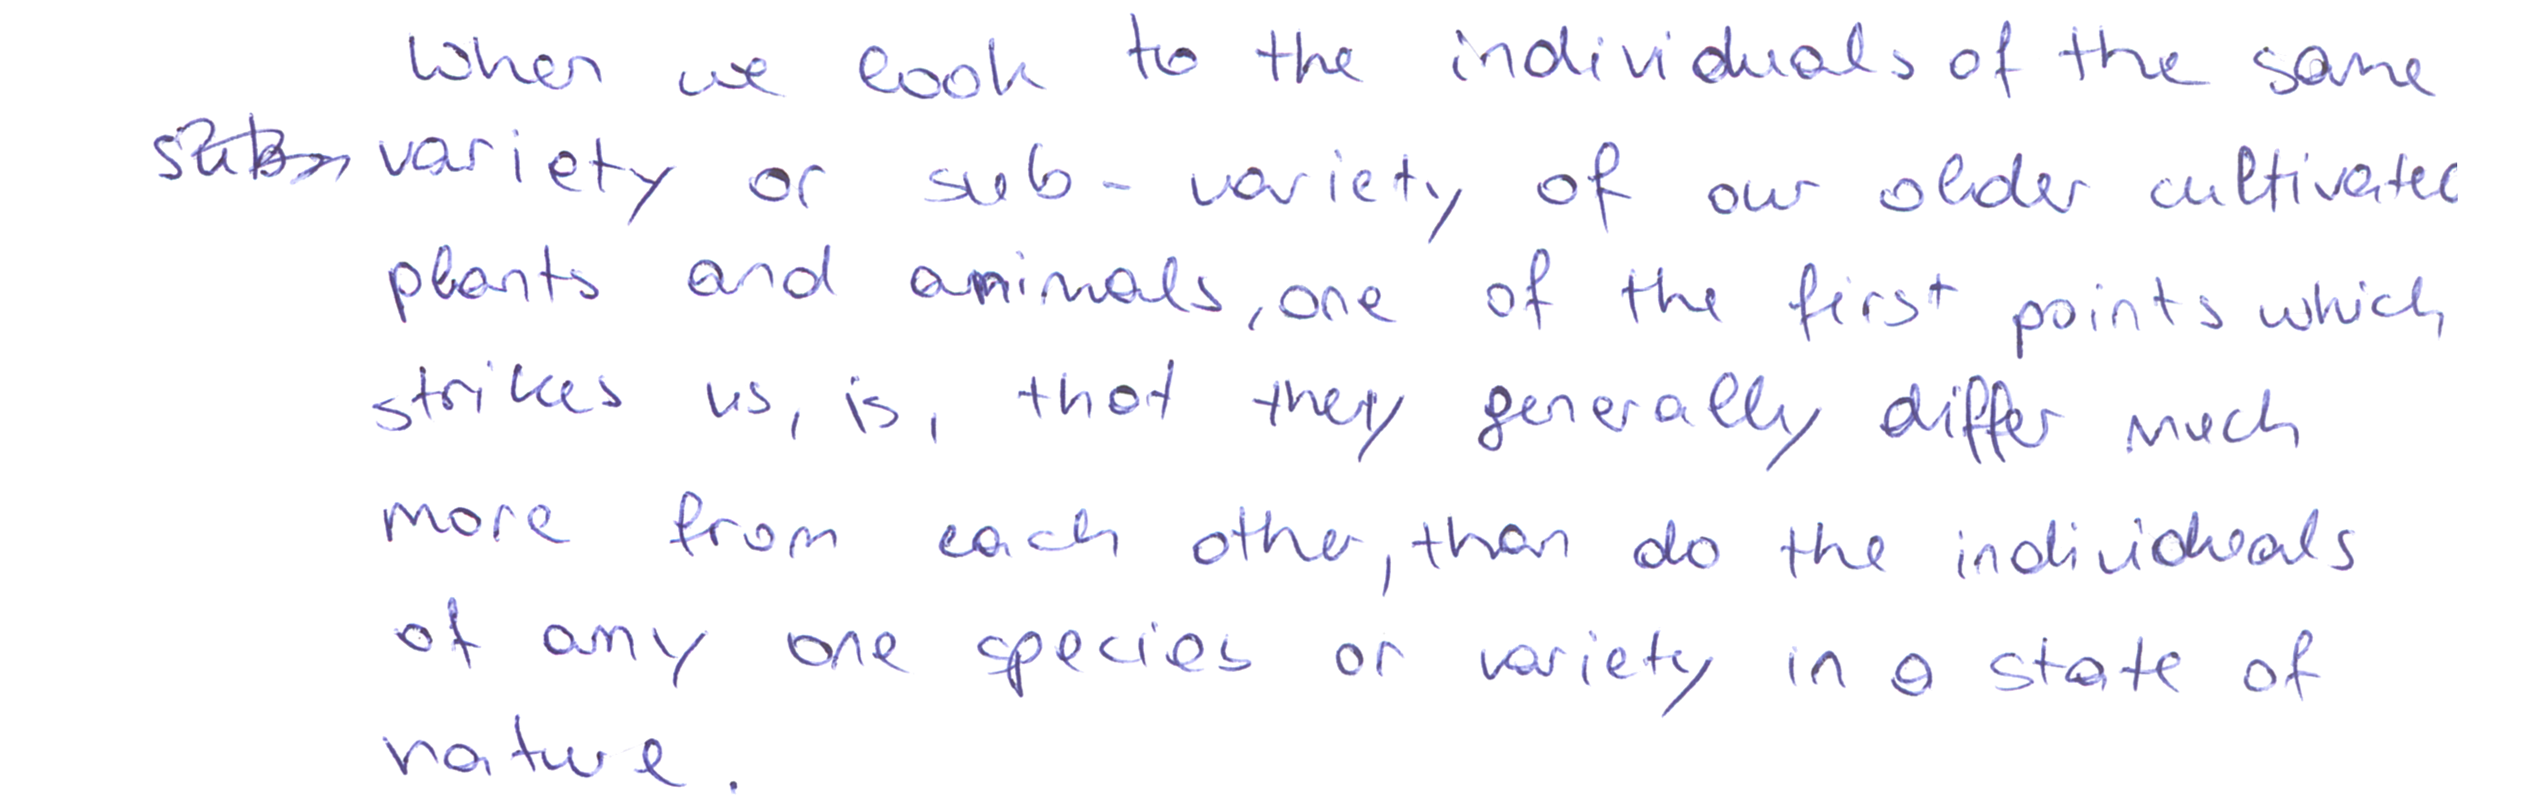 When we look to the individuals of the same
variety or sub-variety of our older cultivated
plants and animals, one of the first points which
strikes us, is, that they generally differ much
more from each other, than do the individuals
of any one species or variety in a state of
nature.